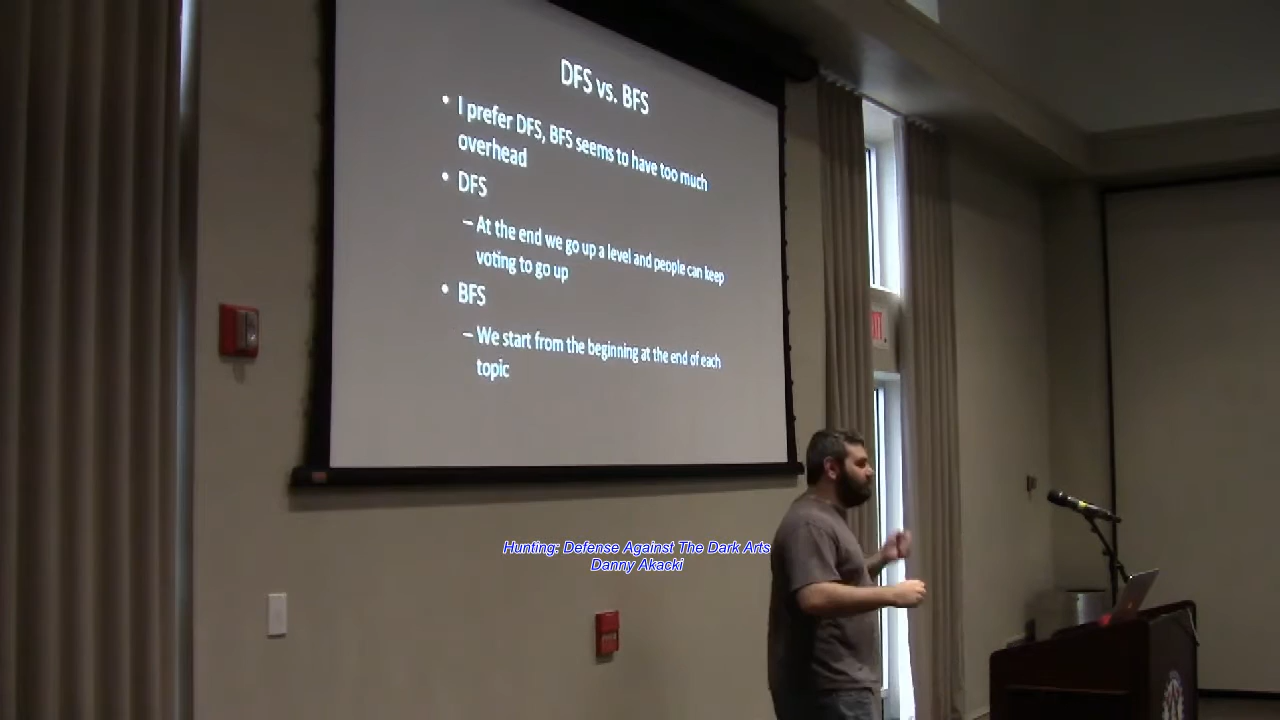 DFS vs. BFS
• I prefer DFS, BFS seems to have too much
overhead
• DFS
– At the end we go up a level and people can keep
voting to go up
• BFS
– We start from the beginning at the end of each
topic
Hunting: Defense Against The Dark Arts
Danny Akacki